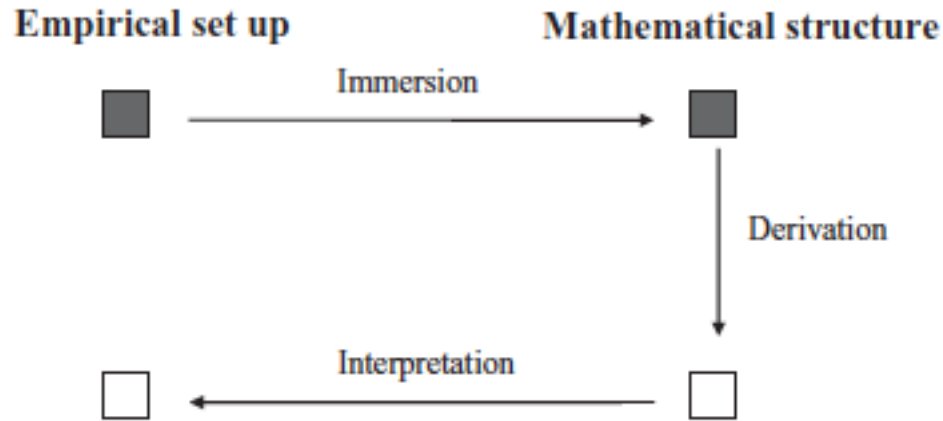 Empirical set up
Mathematical structure
Immersion
Derivation
Interpretation